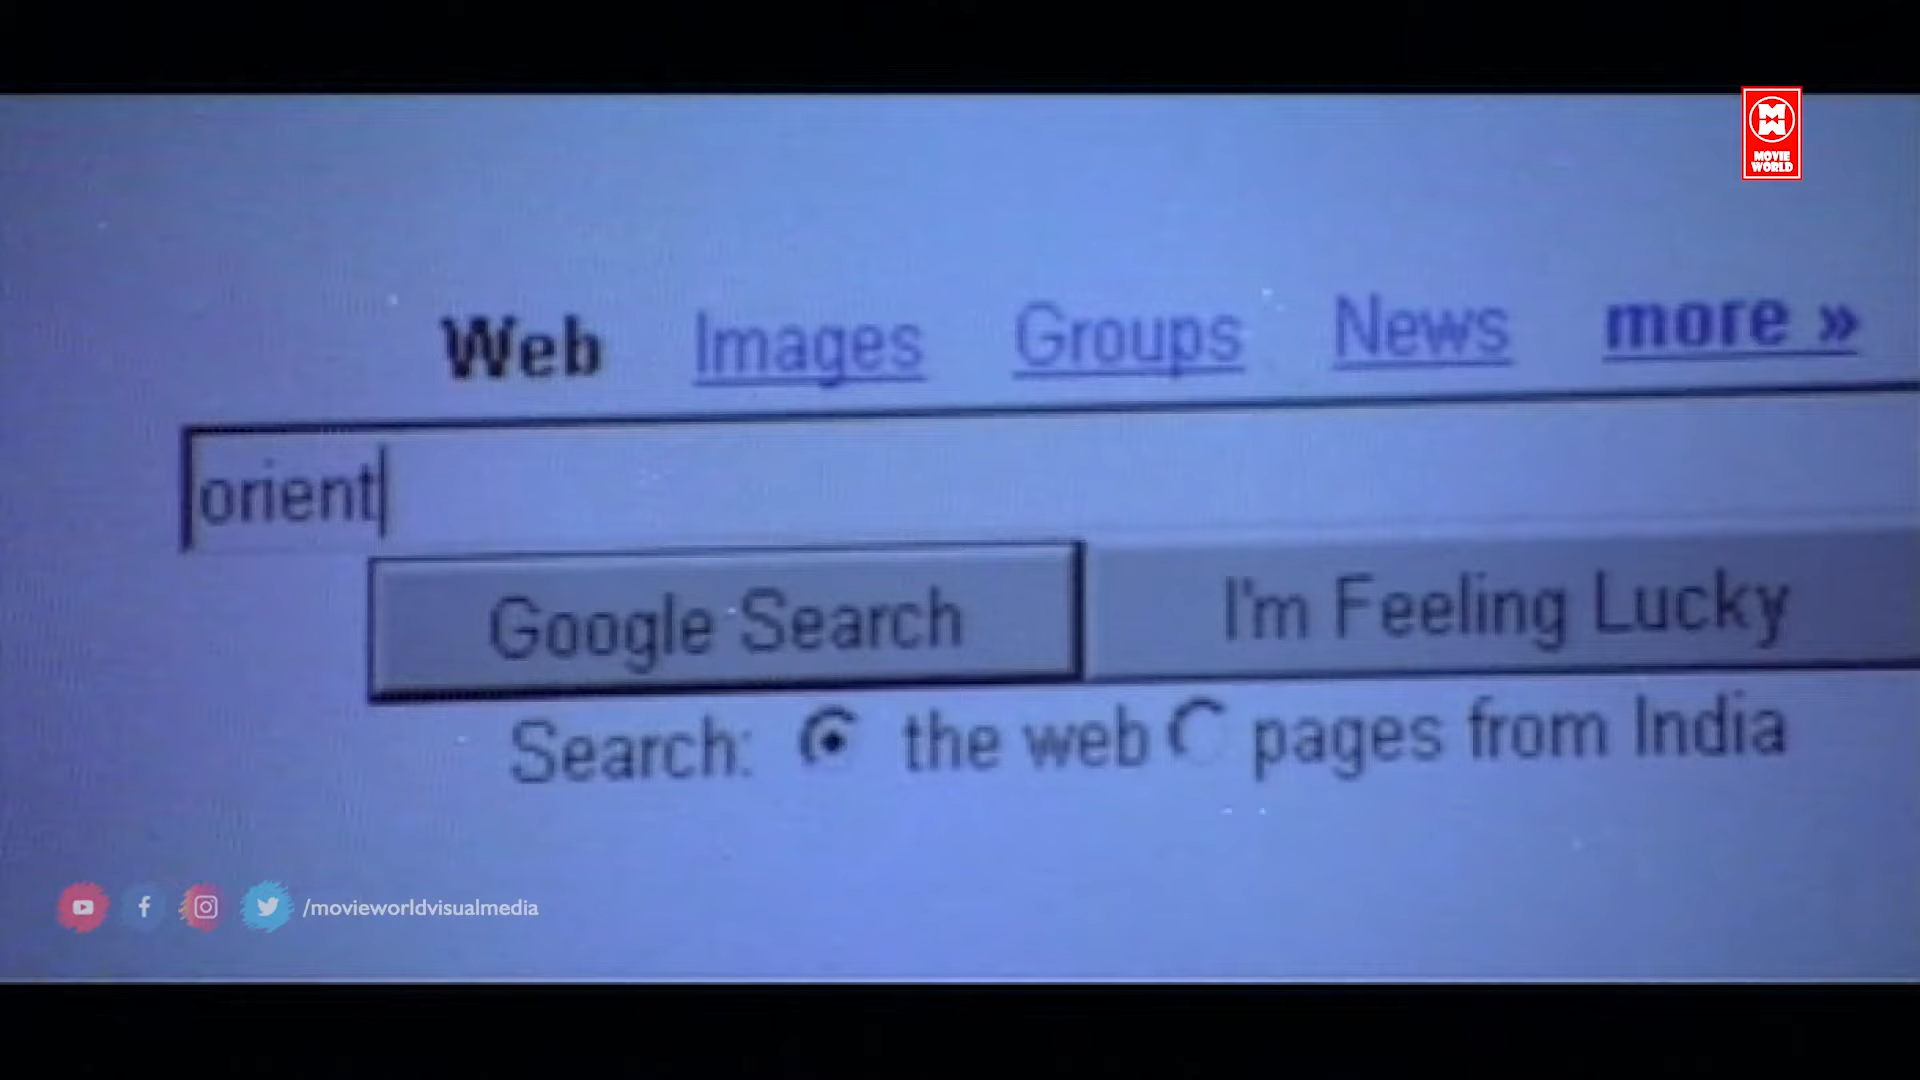 MOVIE
WORLD
Web Images Groups News more »
orient
Google Search I'm Feeling Lucky
Search: the web pages from India
/movieworldvisualmedia